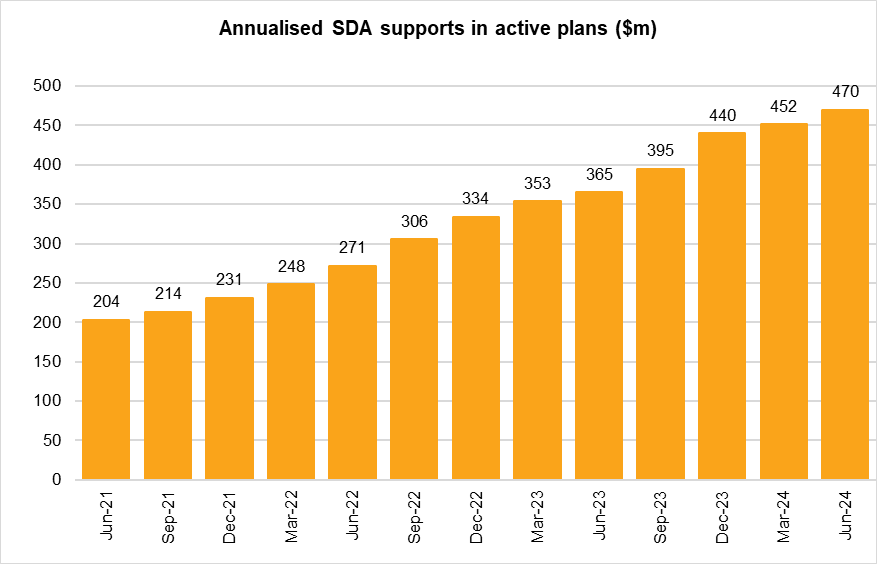 Annualised SDA supports in active plans ($m)
500
450
400
350
300
250
200
150
100
50
0
204
214
231
248
271
306
334
353
365
395
440
452
470
Jun-21
Sep-21
Dec-21
Mar-22
Jun-22
Sep-22
Dec-22
Mar-23
Jun-23
Sep-23
Dec-23
Mar-24
Jun-24